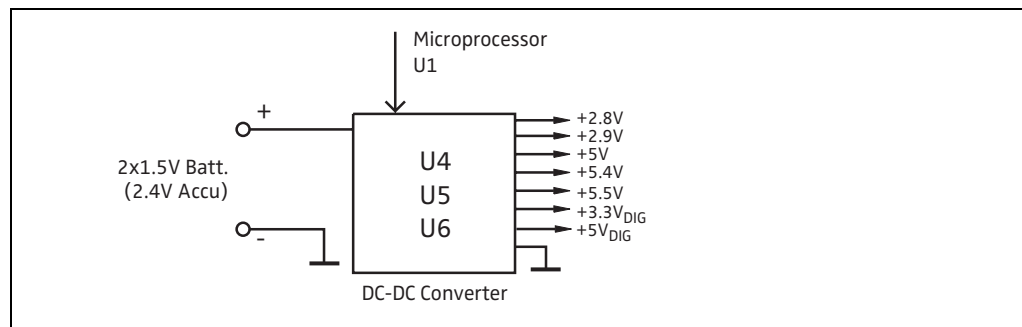 Microprocessor
U1
+
2x1.5V Batt.
(2.4V Accu)
-
U4
U5
U6
+2.8V
+2.9V
+5V
+5.4V
+5.5V
+3.3VDIG
+5VDIG
DC-DC Converter